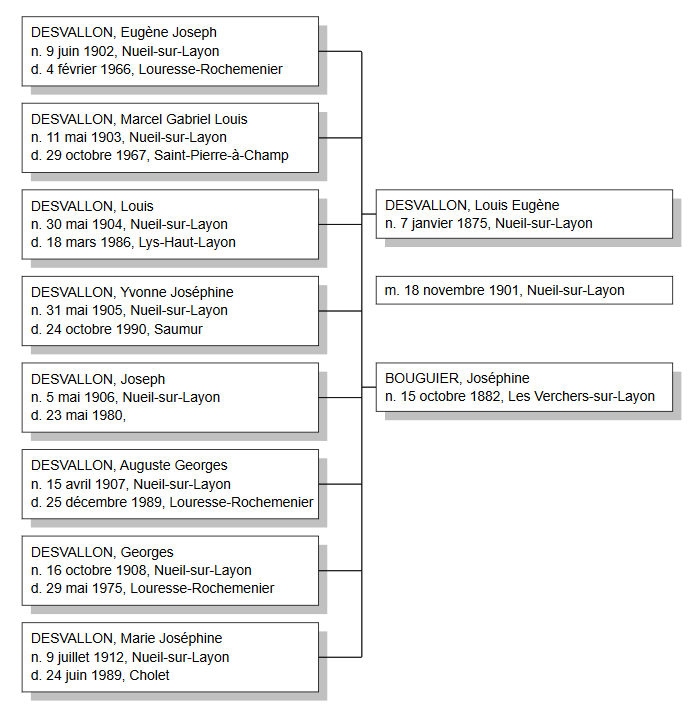 DESVALLON, Eugène Joseph
n. 9 juin 1902, Nueil-sur-Layon
d. 4 février 1966, Louresse-Rochemenier
DESVALLON, Marcel Gabriel Louis
n. 11 mai 1903, Nueil-sur-Layon
d. 29 octobre 1967, Saint-Pierre-à-Champ
DESVALLON, Louis
n. 30 mai 1904, Nueil-sur-Layon
d. 18 mars 1986, Lys-Haut-Layon
DESVALLON, Yvonne Joséphine
n. 31 mai 1905, Nueil-sur-Layon
d. 24 octobre 1990, Saumur
DESVALLON, Joseph
n. 5 mai 1906, Nueil-sur-Layon
d. 23 mai 1980,
DESVALLON, Auguste Georges
n. 15 avril 1907, Nueil-sur-Layon
d. 25 décembre 1989, Louresse-Rochemenier
DESVALLON, Georges
n. 16 octobre 1908, Nueil-sur-Layon
d. 29 mai 1975, Louresse-Rochemenier
DESVALLON, Marie Joséphine
n. 9 juillet 1912, Nueil-sur-Layon
d. 24 juin 1989, Cholet
DESVALLON, Louis Eugène
n. 7 janvier 1875, Nueil-sur-Layon
m. 18 novembre 1901, Nueil-sur-Layon
BOUGUIER, Joséphine
n. 15 octobre 1882, Les Verchers-sur-Layon